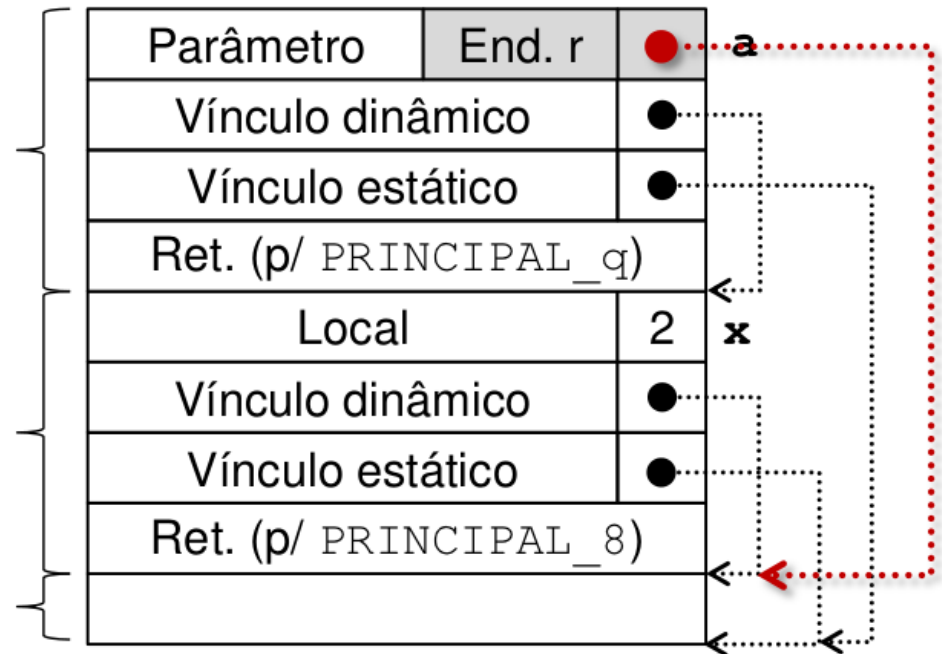 Parâmetro End. r a
Vínculo dinâmico
Vínculo estático
Ret. (p/ PRINCIPAL_q)
Local 2 x
Vínculo dinâmico
Vínculo estático
Ret. (p/ PRINCIPAL_8)